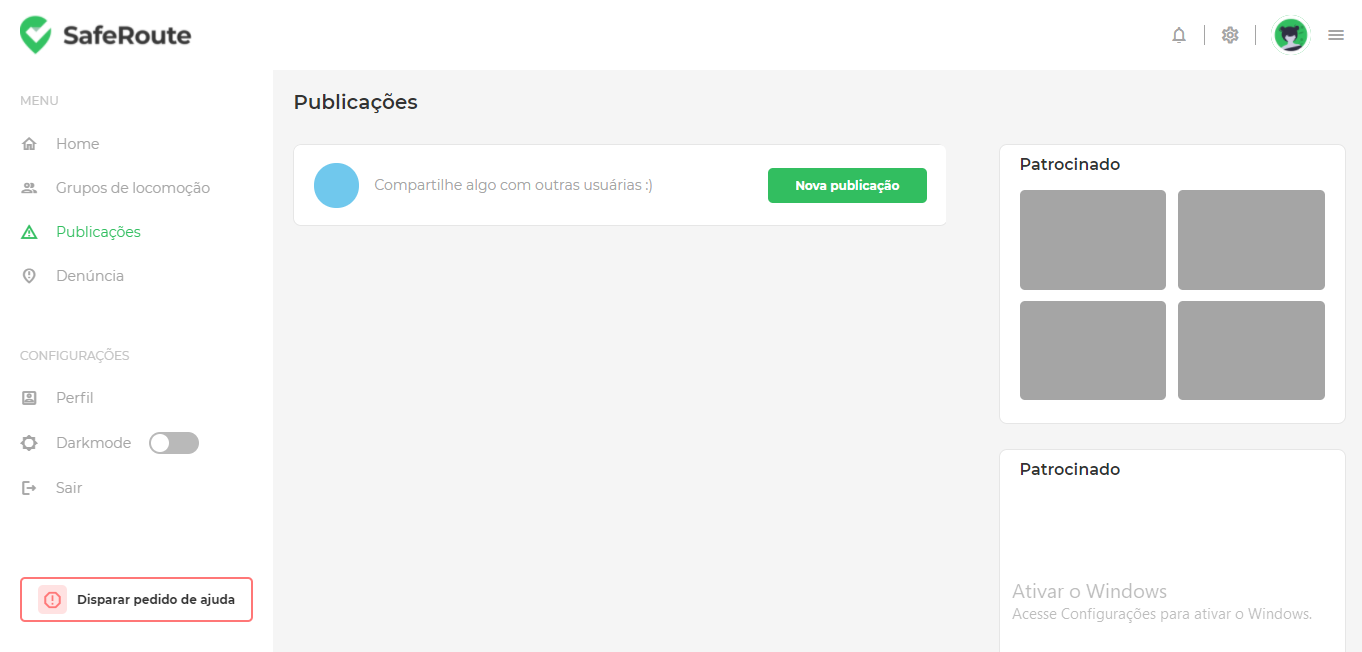 SafeRoute
MENU
Home
Grupos de locomoção
Publicações
Denúncia
CONFIGURAÇÕES
Perfil
Darkmode
Sair
Disparar pedido de ajuda
Publicações
Compartilhe algo com outras usuárias :)
Nova publicação
Patrocinado
Patrocinado
Ativar o Windows
Acesse Configurações para ativar o Windows.